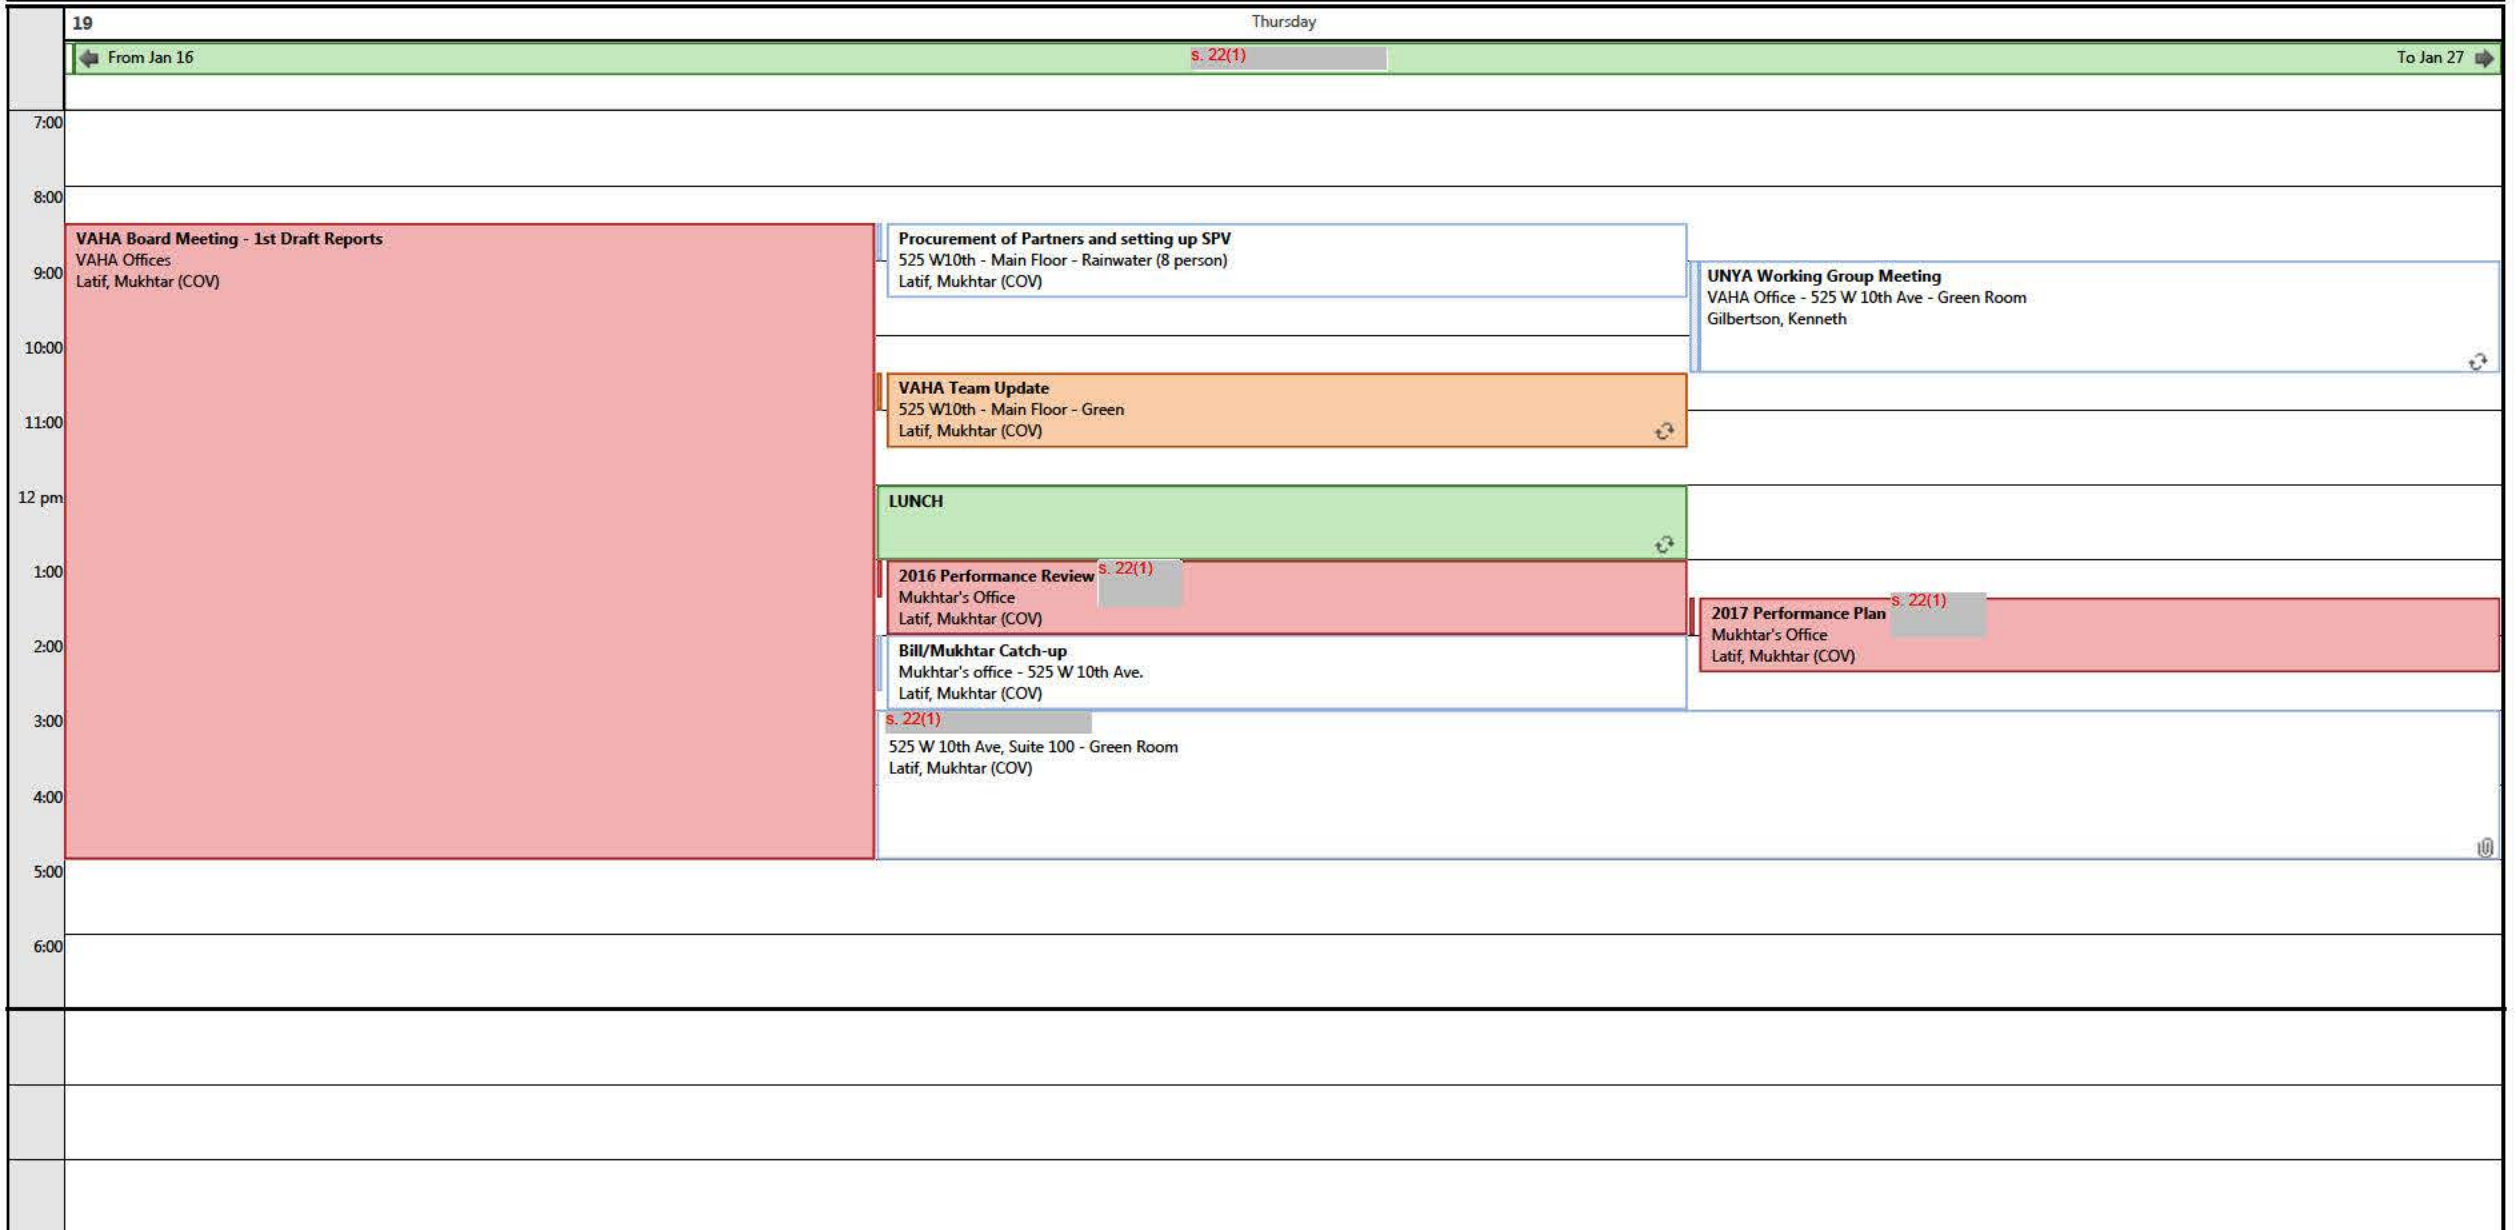 19
Thursday
From Jan 16
s. 22(1)
To Jan 27
7:00
8:00
9:00
10:00
11:00
12 pm
1:00
2:00
3:00
4:00
5:00
6:00
VAHA Board Meeting - 1st Draft Reports
VAHA Offices
Latif, Mukhtar (COV)
Procurement of Partners and setting up SPV
525 W10th - Main Floor - Rainwater (8 person)
Latif, Mukhtar (COV)
UNYA Working Group Meeting
VAHA Office - 525 W 10th Ave - Green Room
Gilbertson, Kenneth
VAHA Team Update
525 W10th - Main Floor - Green
Latif, Mukhtar (COV)
LUNCH
2016 Performance Review s. 22(1)
Mukhtar's Office
Latif, Mukhtar (COV)
2017 Performance Plan s. 22(1)
Mukhtar's Office
Latif, Mukhtar (COV)
Bill/Mukhtar Catch-up
Mukhtar's office - 525 W 10th Ave.
Latif, Mukhtar (COV)
s. 22(1)
525 W 10th Ave, Suite 100 - Green Room
Latif, Mukhtar (COV)